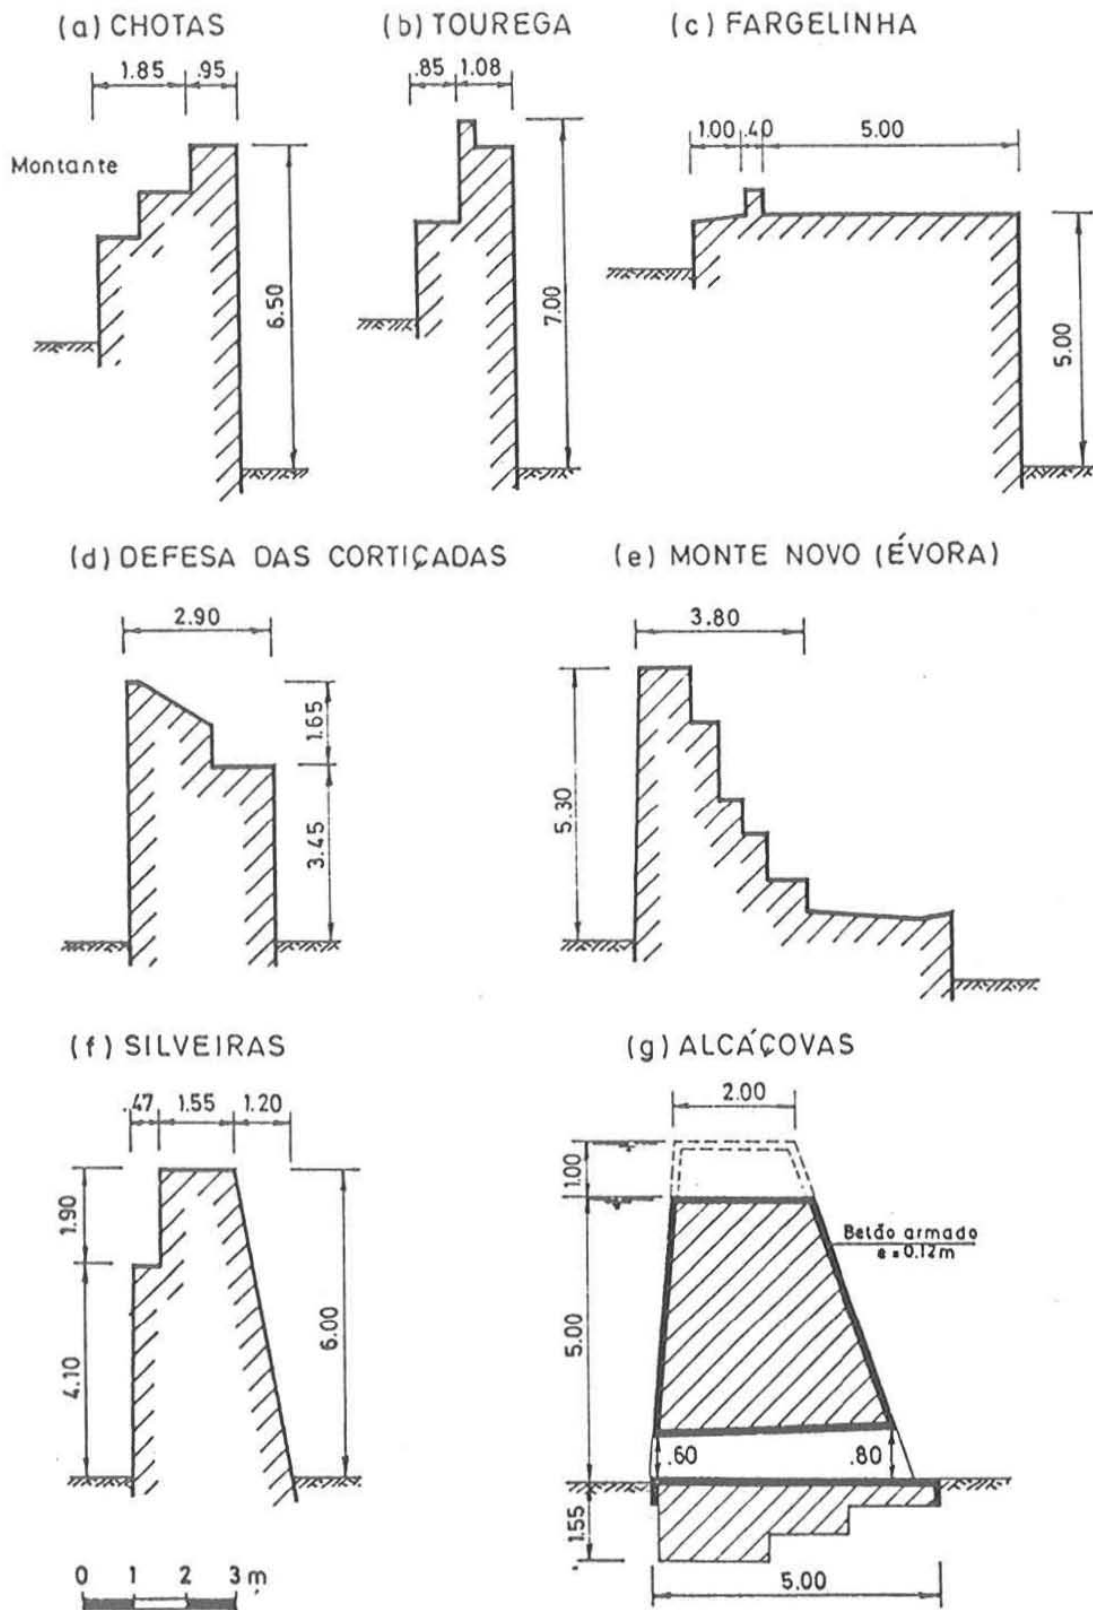 (a) CHOTAS
(b) TOUREGA
(c) FARGELINHA
1.85
.95
.85
1.08
1.00
.40
5.00
Montante
6.50
7.00
5.00
(d) DEFESA DAS CORTIÇADAS
(e) MONTE NOVO (ÉVORA)
2.90
3.80
1.65
3.45
5.30
(f) SILVEIRAS
(g) ALCÁÇOVAS
.47
1.55
1.20
2.00
1.90
4.10
6.00
1.00
5.00
Betão armado
e = 0.12m
.60
.80
1.55
5.00
0 1 2 3 m